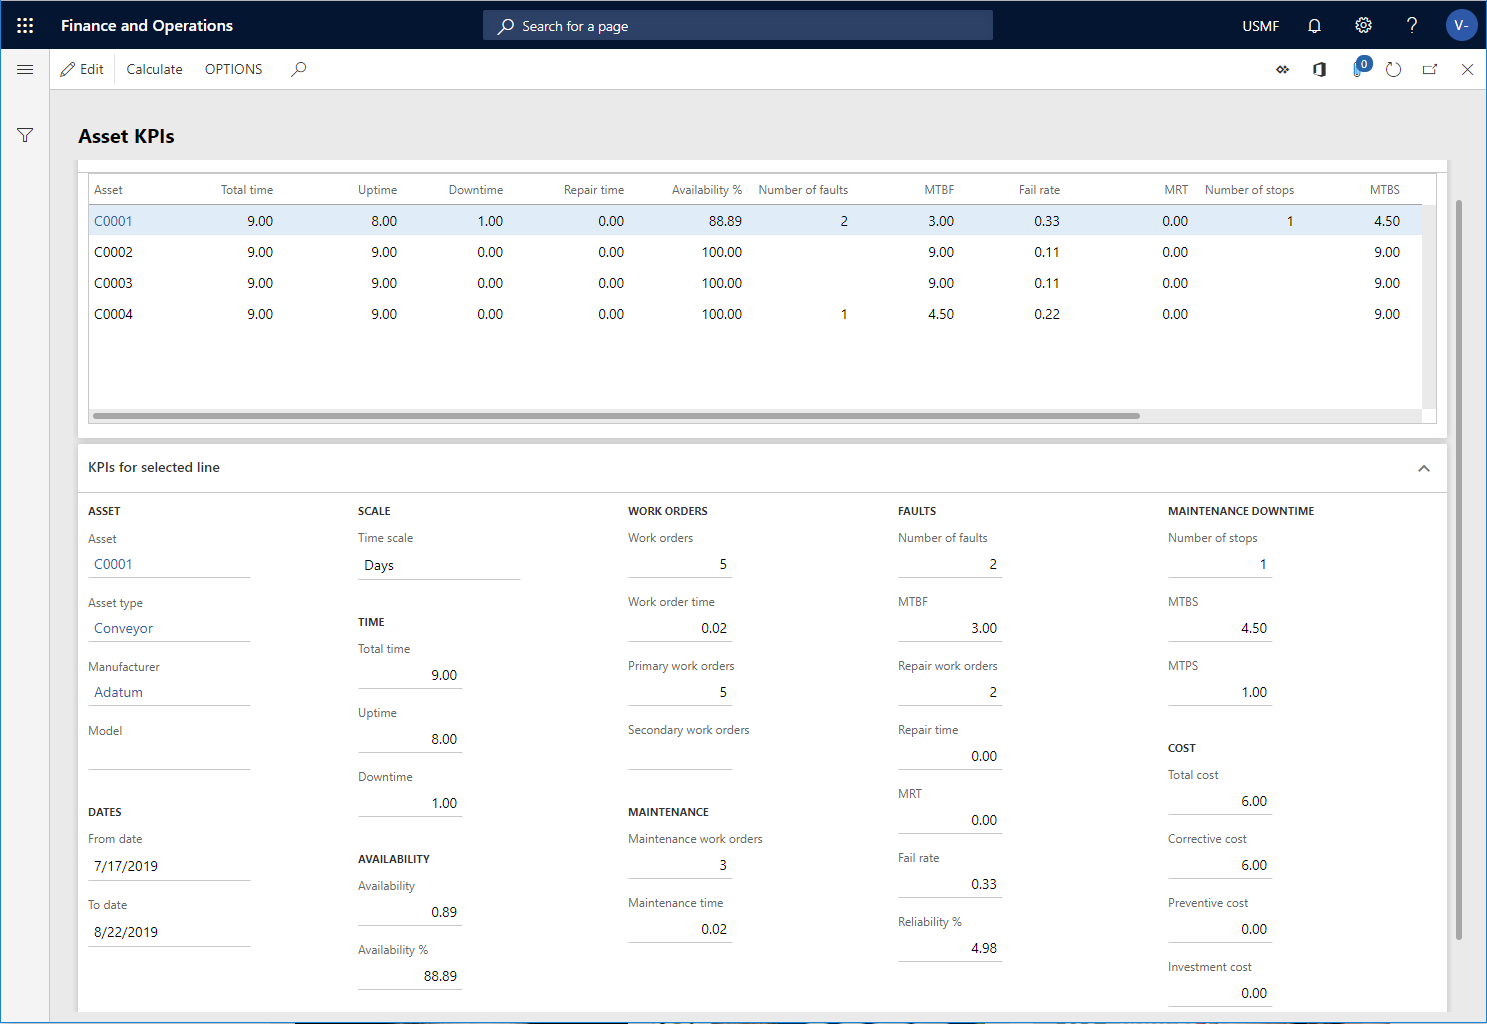 Finance and Operations
Search for a page
USMF
?
V-
Edit
Calculate
OPTIONS
0
Asset KPIs
Asset Total time Uptime Downtime Repair time Availability % Number of faults MTBF Fail rate MRT Number of stops MTBS
C0001 9.00 8.00 1.00 0.00 88.89 2 3.00 0.33 0.00 1 4.50
C0002 9.00 9.00 0.00 0.00 100.00 9.00 0.11 0.00 9.00
C0003 9.00 9.00 0.00 0.00 100.00 9.00 0.11 0.00 9.00
C0004 9.00 9.00 0.00 0.00 100.00 1 4.50 0.22 0.00 9.00
KPIs for selected line
ASSET
Asset
C0001
Asset type
Conveyor
Manufacturer
Adatum
Model
DATES
From date
7/17/2019
To date
8/22/2019
SCALE
Time scale
Days
TIME
Total time
9.00
Uptime
8.00
Downtime
1.00
AVAILABILITY
Availability
0.89
Availability %
88.89
WORK ORDERS
Work orders
5
Work order time
0.02
Primary work orders
5
Secondary work orders
MAINTENANCE
Maintenance work orders
3
Maintenance time
0.02
FAULTS
Number of faults
2
MTBF
3.00
Repair work orders
2
Repair time
0.00
MRT
0.00
Fail rate
0.33
Reliability %
4.98
MAINTENANCE DOWNTIME
Number of stops
1
MTBS
4.50
MTPS
1.00
COST
Total cost
6.00
Corrective cost
6.00
Preventive cost
0.00
Investment cost
0.00